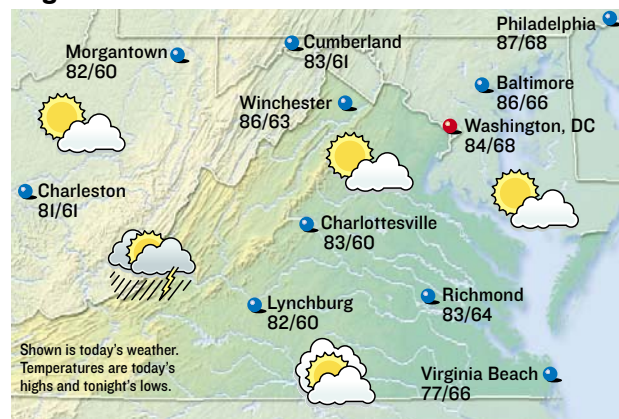 Philadelphia
87/68
Morgantown
82/60
Cumberland
83/61
Baltimore
86/66
Winchester
86/63
Washington, DC
84/68
Charleston
81/61
Charlottesville
83/60
Lynchburg
82/60
Richmond
83/64
Shown is today's weather.
Temperatures are today's
highs and tonight's lows.
Virginia Beach
77/66